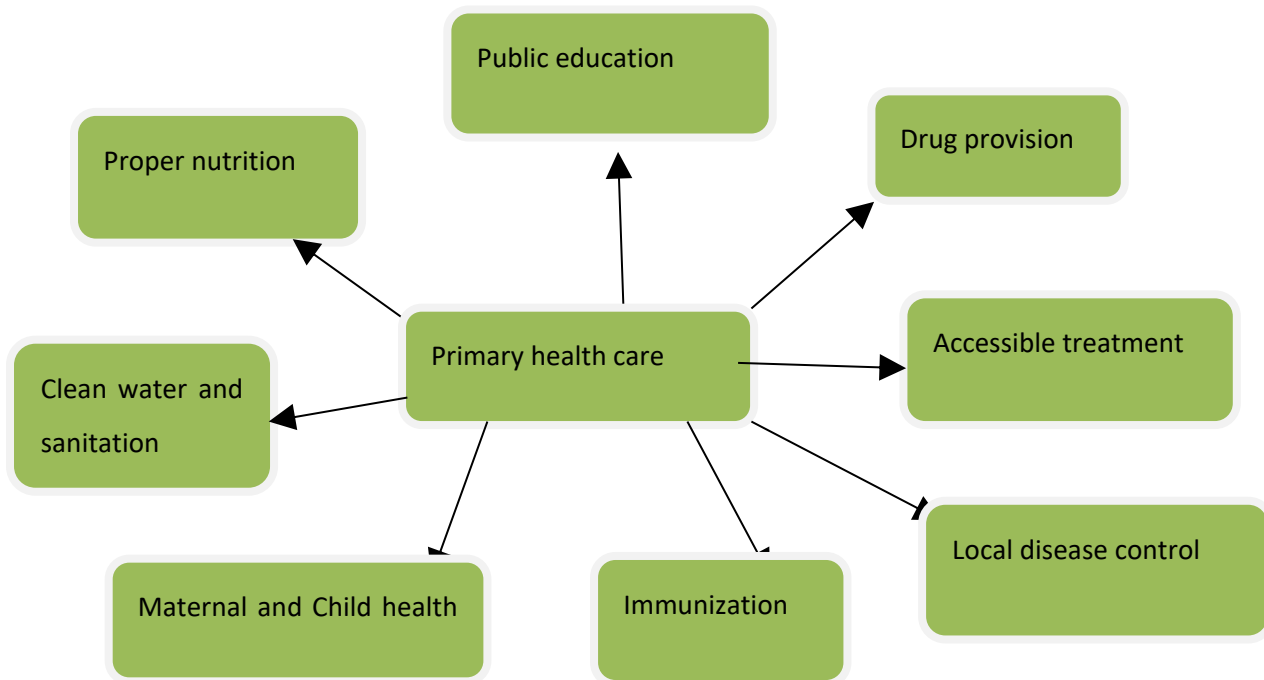 Public education
Drug provision
Proper nutrition
Accessible treatment
Primary health care
Clean water and
sanitation
Local disease control
Maternal and Child health
Immunization